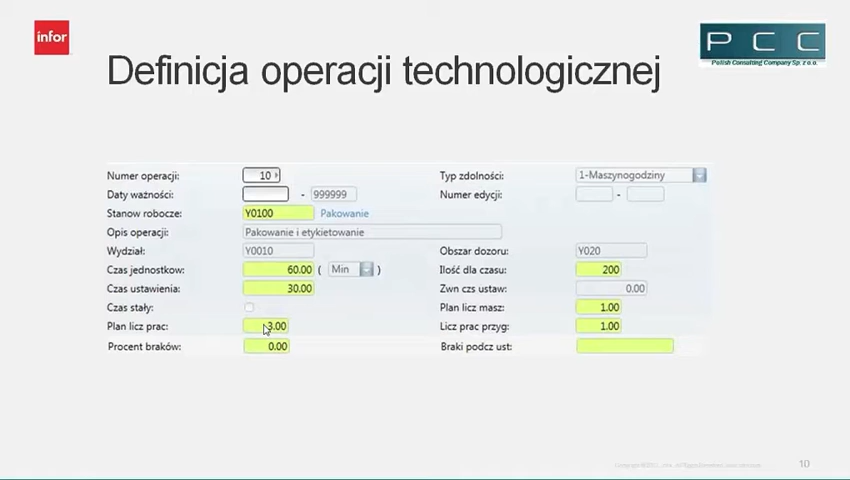 infor
P C C
Polish Consulting Company Sp. z o.o.
Definicja operacji technologicznej
Numer operacji: 10 Typ zdolności: 1-Maszynogodziny
Daty ważności: - 999999 Numer edycji: -
Stanow robocze: Y0100 Pakowanie
Opis operacji: Pakowanie i etykietowanie
Wydział: Y0010 Obszar dozoru: Y020
Czas jednostkow: 60.00 ( Min ) Ilość dla czasu: 200
Czas ustawienia: 30.00 Zwn czs ustaw: 0.00
Czas stały: Plan licz masz: 1.00
Plan licz prac: 3.00 Licz prac przyg: 1.00
Procent braków: 0.00 Braki podcz ust:
10